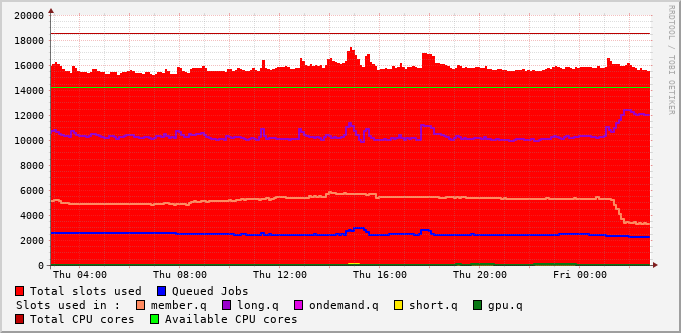 20000
18000
16000
14000
12000
10000
8000
6000
4000
2000
0
Thu 04:00 Thu 08:00 Thu 12:00 Thu 16:00 Thu 20:00 Fri 00:00
RRDTOOL / TOBI OETIKER
Total slots used Queued Jobs
Slots used in : member.q long.q ondemand.q short.q gpu.q
Total CPU cores Available CPU cores